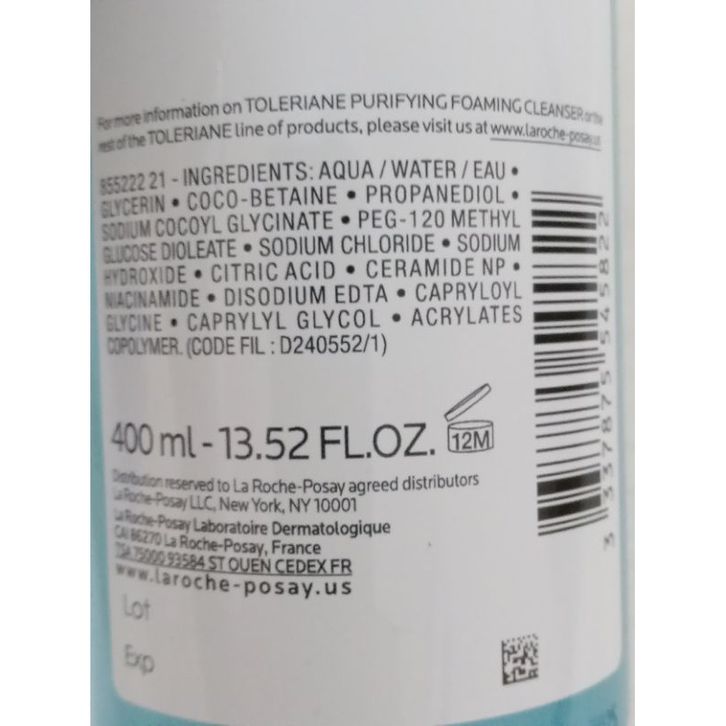 For more information on TOLERIANE PURIFYING FOAMING CLEANSER or the
rest of the TOLERIANE line of products, please visit us at www.laroche-posay.us
855222 21 - INGREDIENTS: AQUA / WATER / EAU •
GLYCERIN • COCO-BETAINE • PROPANEDIOL •
SODIUM COCOYL GLYCINATE • PEG-120 METHYL
GLUCOSE DIOLEATE • SODIUM CHLORIDE • SODIUM
HYDROXIDE • CITRIC ACID • CERAMIDE NP •
NIACINAMIDE • DISODIUM EDTA • CAPRYLOYL
GLYCINE • CAPRYLYL GLYCOL • ACRYLATES
COPOLYMER. (CODE FIL : D240552/1)
400 ml - 13.52 FL.OZ.
12M
Distribution reserved to La Roche-Posay agreed distributors
La Roche-Posay LLC, New York, NY 10001
La Roche-Posay Laboratoire Dermatologique
CAI 86270 La Roche-Posay, France
TSA 75000 93584 ST OUEN CEDEX FR
www.laroche-posay.us
Lot
Exp